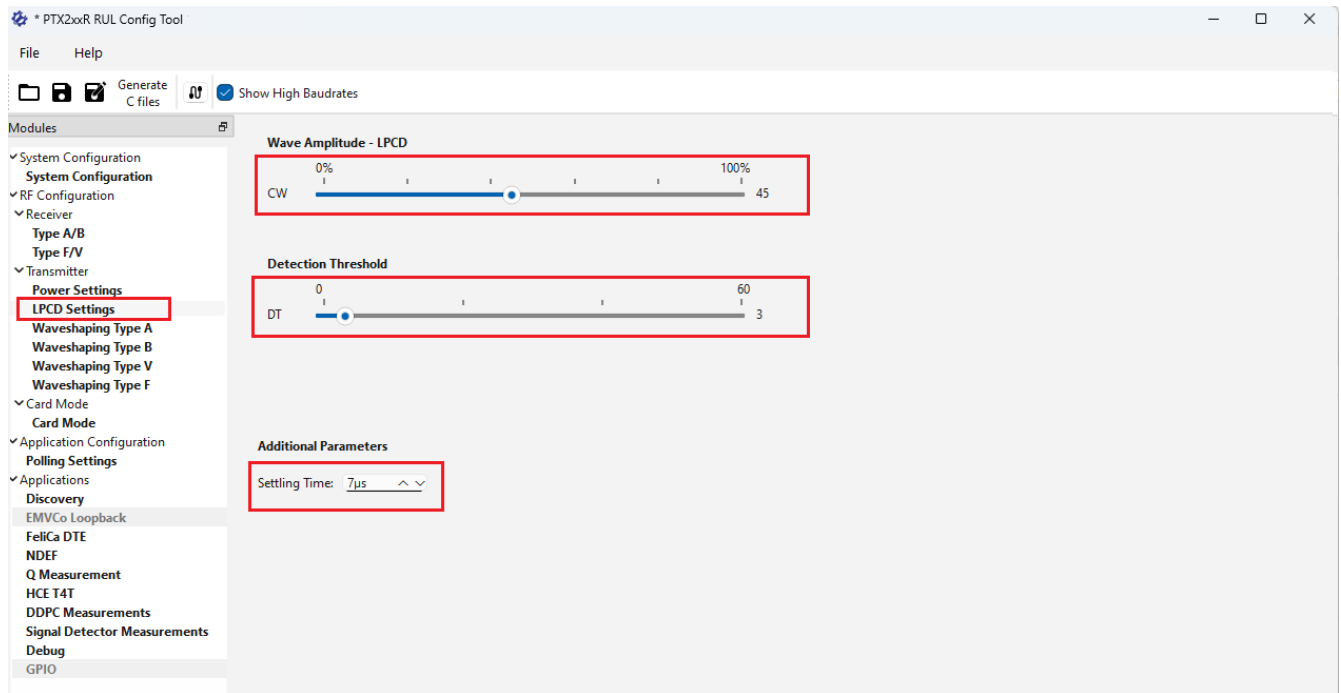 * PTX2xxR RUL Config Tool
File Help
Generate
C files
Show High Baudrates
Modules
System Configuration
System Configuration
RF Configuration
Receiver
Type A/B
Type F/V
Transmitter
Power Settings
LPCD Settings
Waveshaping Type A
Waveshaping Type B
Waveshaping Type V
Waveshaping Type F
Card Mode
Card Mode
Application Configuration
Polling Settings
Applications
Discovery
EMVCo Loopback
FeliCa DTE
NDEF
Q Measurement
HCE T4T
DDPC Measurements
Signal Detector Measurements
Debug
GPIO
Wave Amplitude - LPCD
0% 100%
CW 45
Detection Threshold
0 60
DT 3
Additional Parameters
Settling Time: 7µs